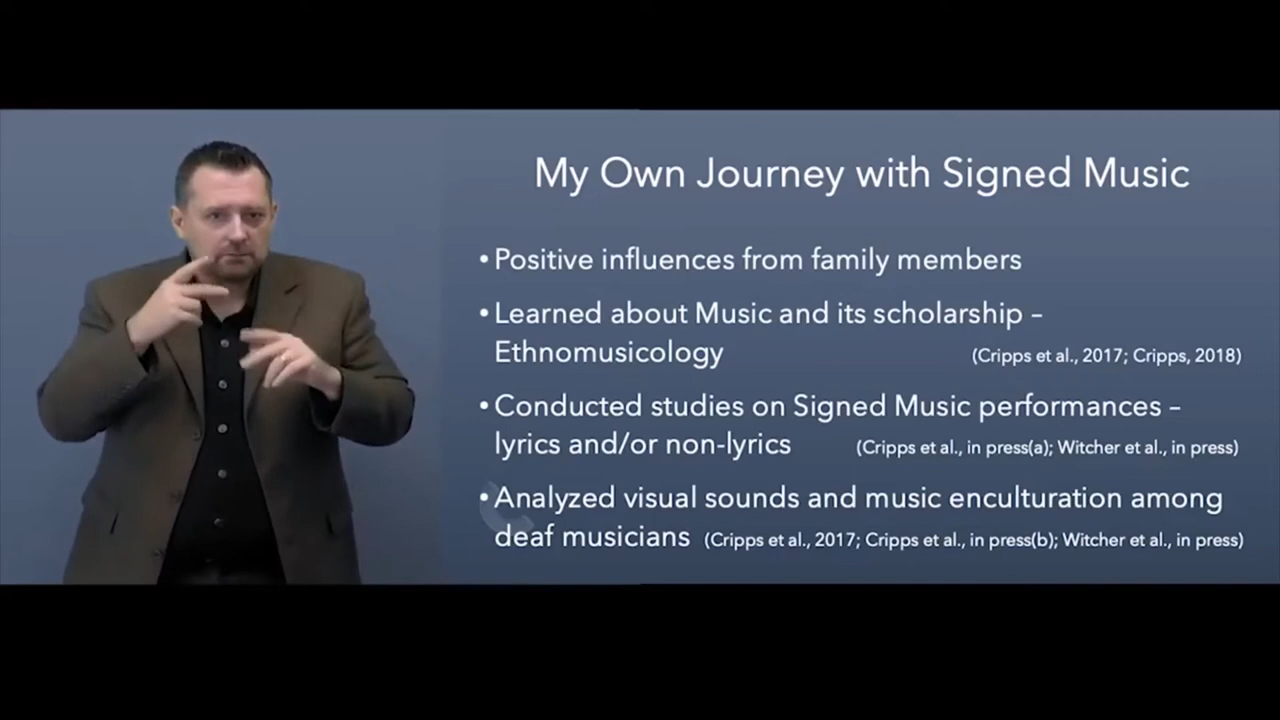 My Own Journey with Signed Music
• Positive influences from family members
• Learned about Music and its scholarship –
Ethnomusicology (Cripps et al., 2017; Cripps, 2018)
• Conducted studies on Signed Music performances –
lyrics and/or non-lyrics (Cripps et al., in press(a); Witcher et al., in press)
• Analyzed visual sounds and music enculturation among
deaf musicians (Cripps et al., 2017; Cripps et al., in press(b); Witcher et al., in press)